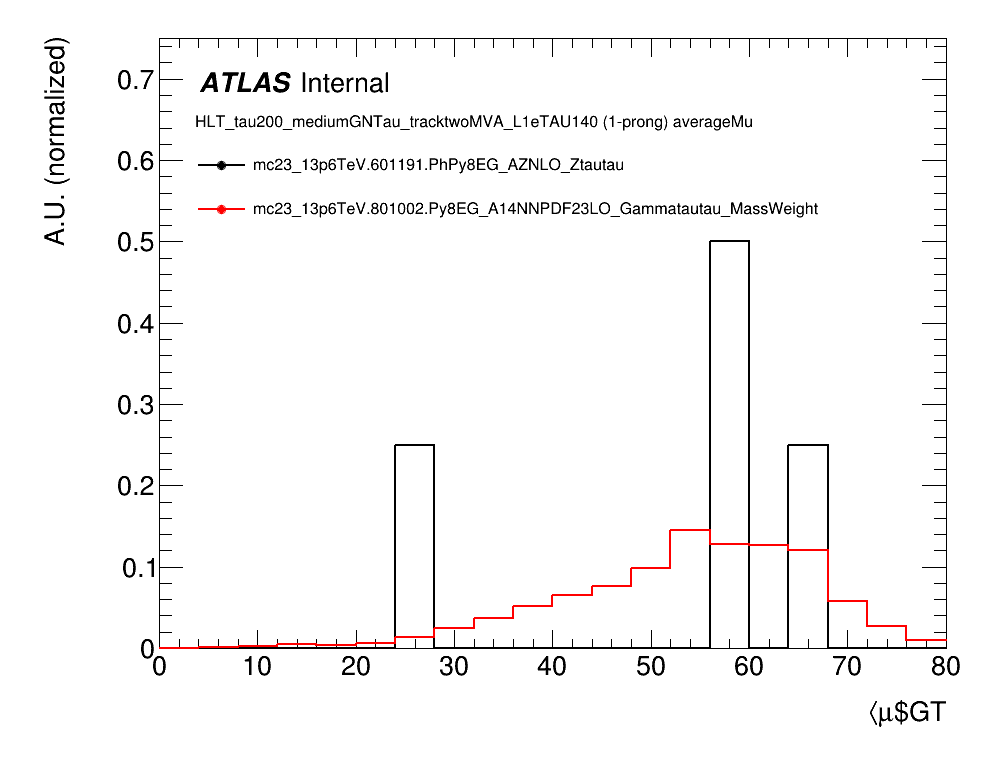 A.U. (normalized)
ATLAS Internal
HLT_tau200_mediumGNTau_tracktwoMVA_L1eTAU140 (1-prong) averageMu
mc23_13p6TeV.601191.PhPy8EG_AZNLO_Ztautau
mc23_13p6TeV.801002.Py8EG_A14NNPDF23LO_Gammatautau_MassWeight
0.7
0.6
0.5
0.4
0.3
0.2
0.1
0
0 10 20 30 40 50 60 70 80
⟨μ$GT